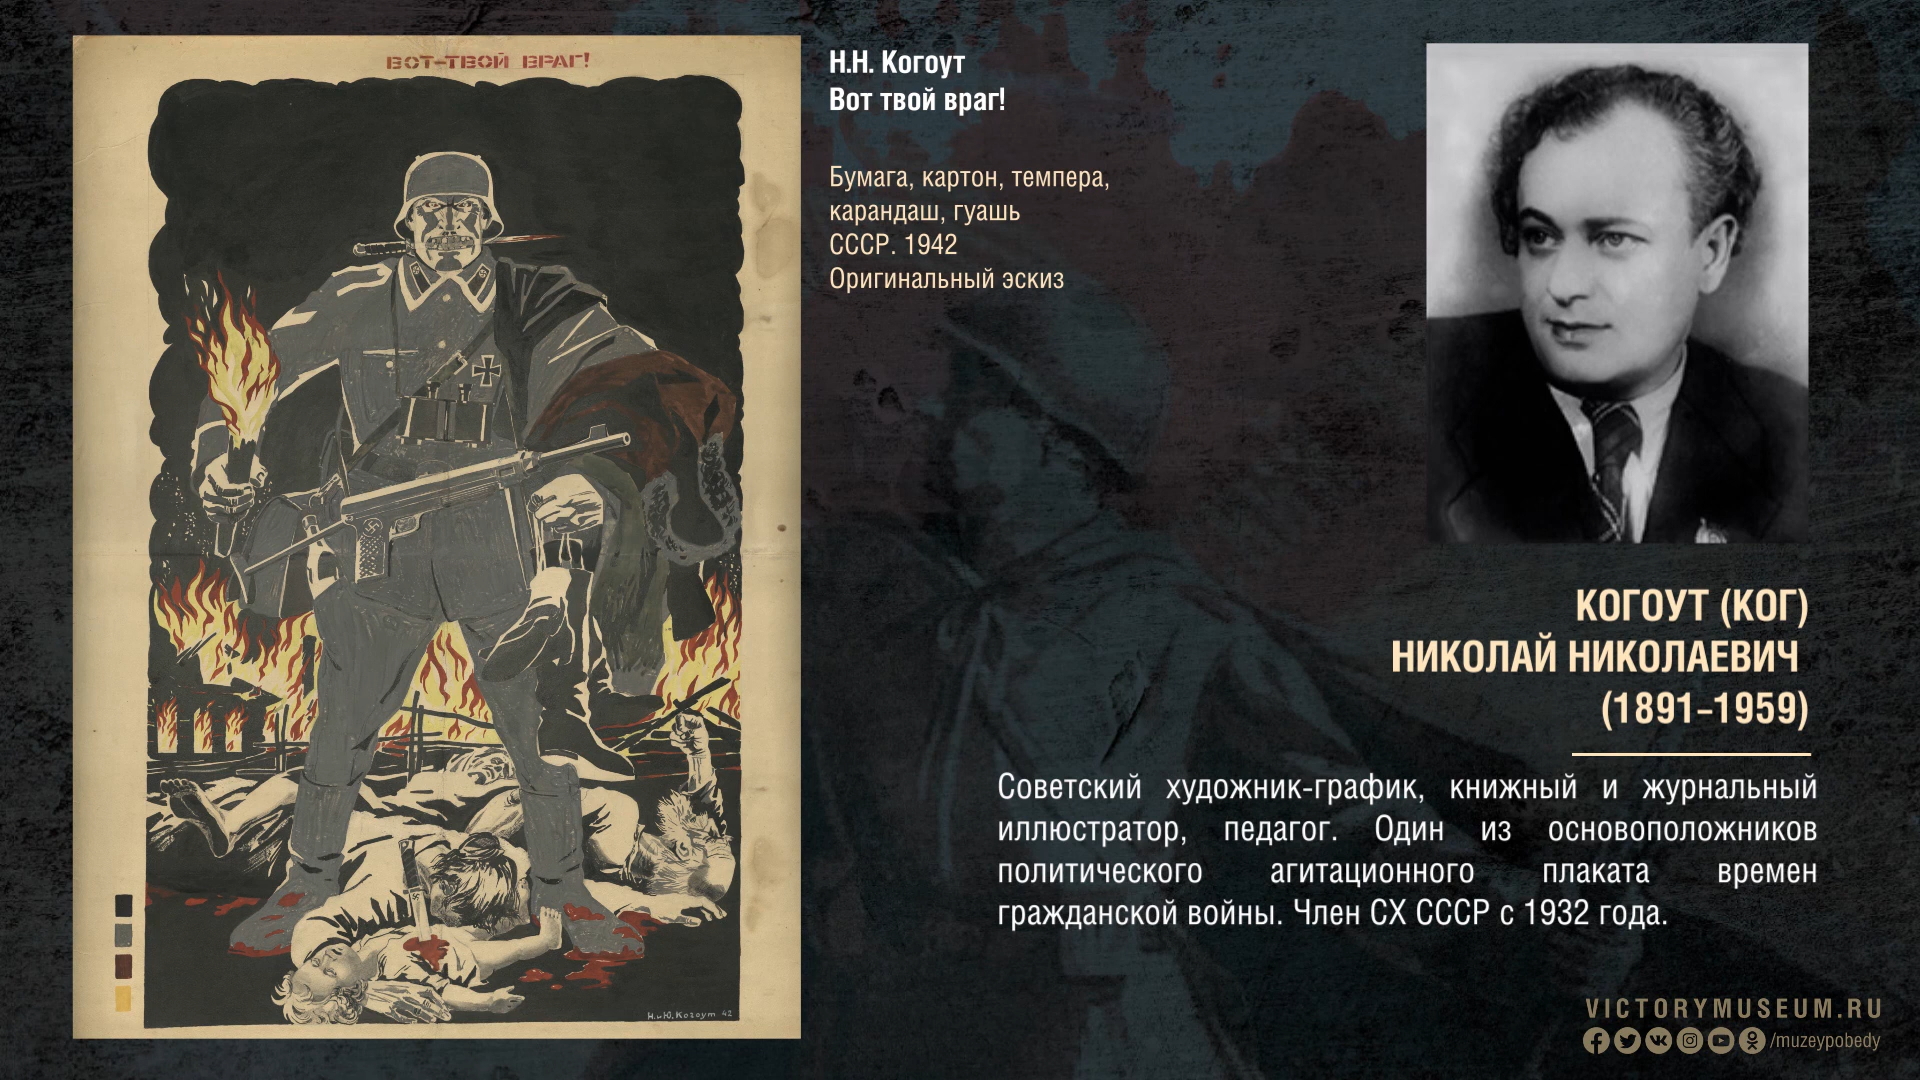 ВОТ-ТВОЙ ВРАГ!
Н.Н. Когоут
Вот твой враг!
Бумага, картон, темпера,
карандаш, гуашь
СССР. 1942
Оригинальный эскиз
КОГОУТ (КОГ)
НИКОЛАЙ НИКОЛАЕВИЧ
(1891–1959)
Советский художник-график, книжный и журнальный
иллюстратор, педагог. Один из основоположников
политического агитационного плаката времен
гражданской войны. Член СХ СССР с 1932 года.
Н.иЮ.Когоут 42
VICTORYMUSEUM.RU
/muzeypobedy